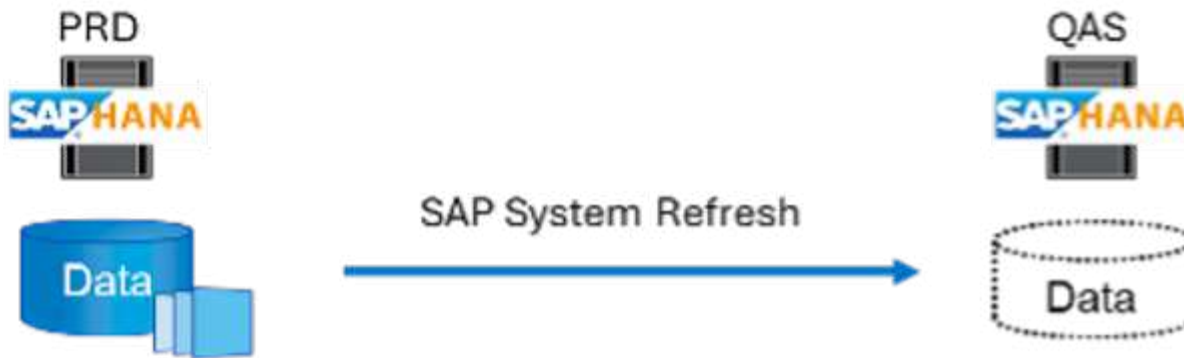 PRD
SAP HANA
Data
SAP System Refresh
QAS
SAP HANA
Data